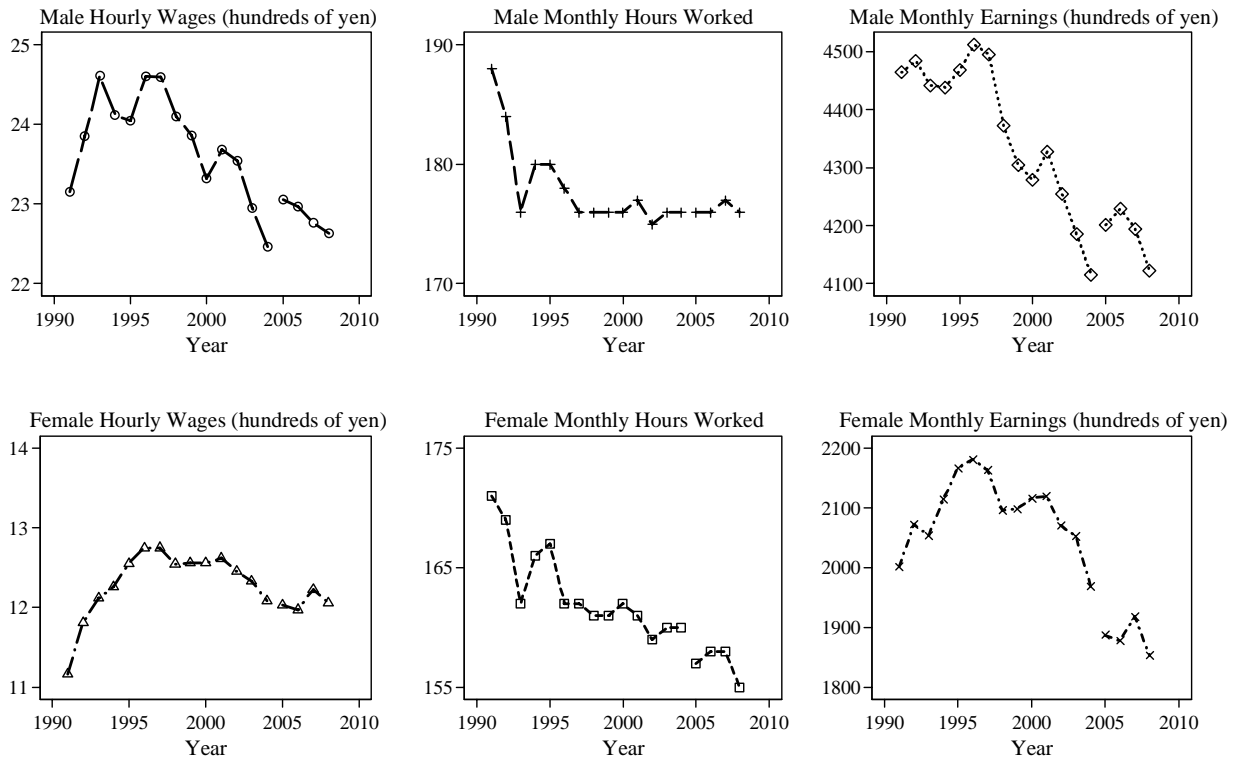 Male Hourly Wages (hundreds of yen)
25
24
23
22
1990 1995 2000 2005 2010
Year
Male Monthly Hours Worked
190
180
170
1990 1995 2000 2005 2010
Year
Male Monthly Earnings (hundreds of yen)
4500
4400
4300
4200
4100
1990 1995 2000 2005 2010
Year
Female Hourly Wages (hundreds of yen)
14
13
12
11
1990 1995 2000 2005 2010
Year
Female Monthly Hours Worked
175
165
155
1990 1995 2000 2005 2010
Year
Female Monthly Earnings (hundreds of yen)
2200
2100
2000
1900
1800
1990 1995 2000 2005 2010
Year